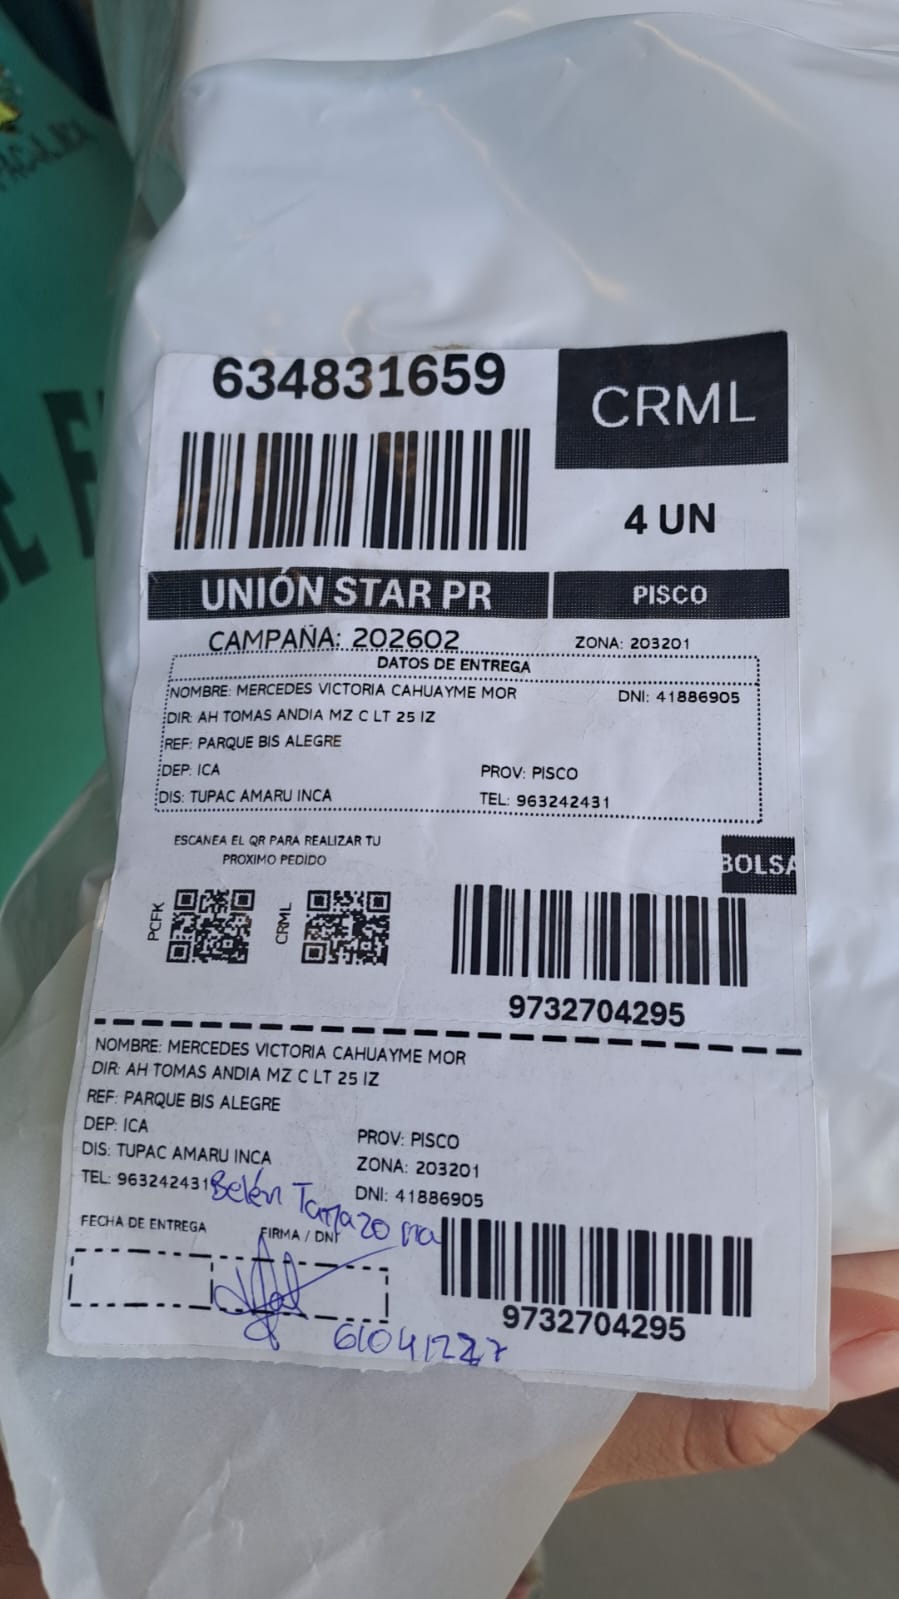 634831659
CRML
4 UN
UNIÓN STAR PR
PISCO
CAMPAÑA: 202602
ZONA: 203201
DATOS DE ENTREGA
NOMBRE: MERCEDES VICTORIA CAHUAYME MOR
DNI: 41886905
DIR: AH TOMAS ANDIA MZ C LT 25 IZ
REF: PARQUE BIS ALEGRE
DEP: ICA
PROV: PISCO
DIS: TUPAC AMARU INCA
TEL: 963242431
ESCANEA EL QR PARA REALIZAR TU
PROXIMO PEDIDO
BOLSA
PCFK
CRML
9732704295
NOMBRE: MERCEDES VICTORIA CAHUAYME MOR
DIR: AH TOMAS ANDIA MZ C LT 25 IZ
REF: PARQUE BIS ALEGRE
DEP: ICA
PROV: PISCO
DIS: TUPAC AMARU INCA
ZONA: 203201
TEL: 963242431
DNI: 41886905
Belén
FECHA DE ENTREGA
FIRMA / DNI
9732704295